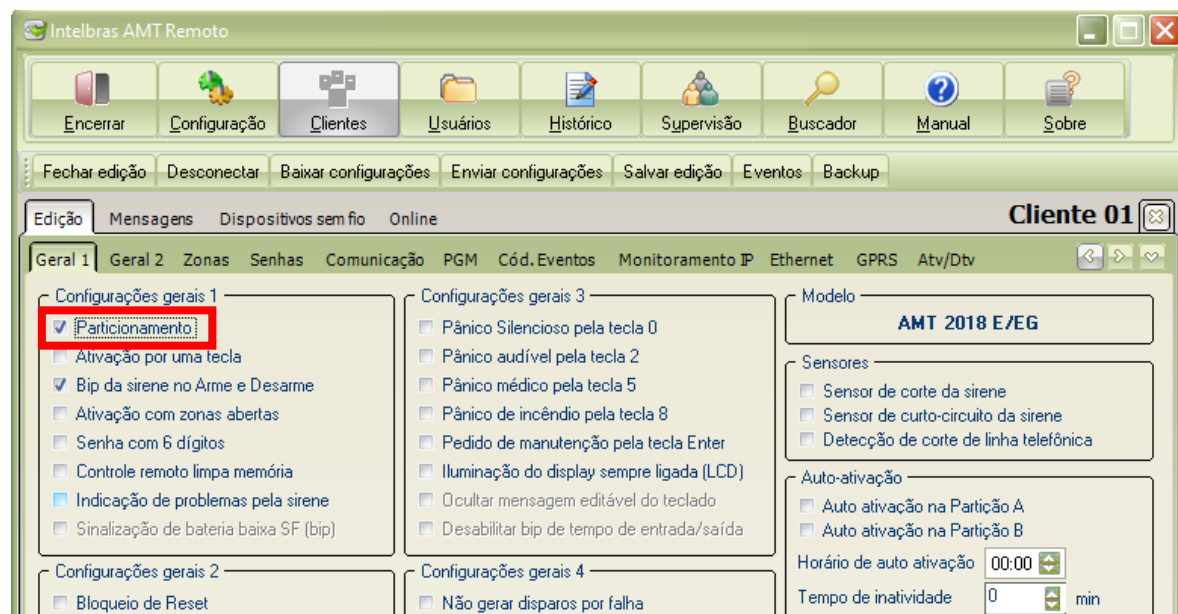 Intelbras AMT Remoto
Encerrar Configuração Clientes Usuários Histórico Supervisão Buscador Manual Sobre
Fechar edição Desconectar Baixar configurações Enviar configurações Salvar edição Eventos Backup
Edição Mensagens Dispositivos sem fio Online Cliente 01
Geral 1 Geral 2 Zonas Senhas Comunicação PGM Cód. Eventos Monitoramento IP Ethernet GPRS Atv/Dtv
Configurações gerais 1
Particionamento
Ativação por uma tecla
Bip da sirene no Arme e Desarme
Ativação com zonas abertas
Senha com 6 dígitos
Controle remoto limpa memória
Indicação de problemas pela sirene
Sinalização de bateria baixa SF (bip)
Configurações gerais 2
Bloqueio de Reset
Configurações gerais 3
Pânico Silencioso pela tecla 0
Pânico audível pela tecla 2
Pânico médico pela tecla 5
Pânico de incêndio pela tecla 8
Pedido de manutenção pela tecla Enter
Iluminação do display sempre ligada (LCD)
Ocultar mensagem editável do teclado
Desabilitar bip de tempo de entrada/saída
Configurações gerais 4
Não gerar disparos por falha
Modelo
AMT 2018 E/EG
Sensores
Sensor de corte da sirene
Sensor de curto-circuito da sirene
Detecção de corte de linha telefônica
Auto-ativação
Auto ativação na Partição A
Auto ativação na Partição B
Horário de auto ativação 00:00
Tempo de inatividade 0 min